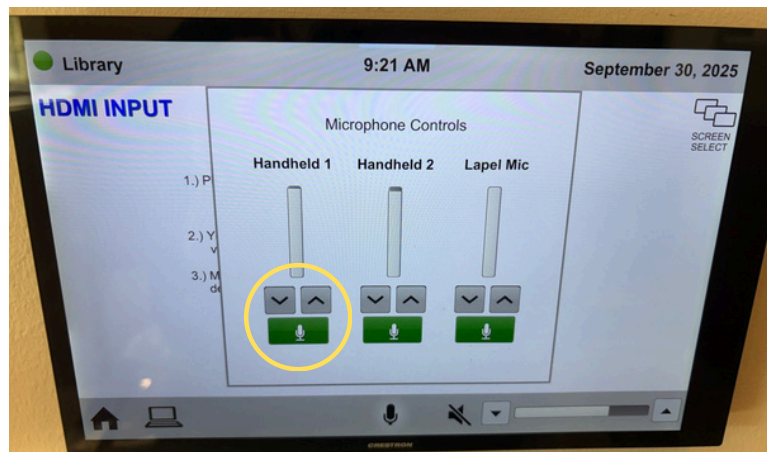 Library
9:21 AM
September 30, 2025
HDMI INPUT
SCREEN
SELECT
Microphone Controls
Handheld 1 Handheld 2 Lapel Mic
1.) P
2.) Y
v
3.) M
de
CRESTRON